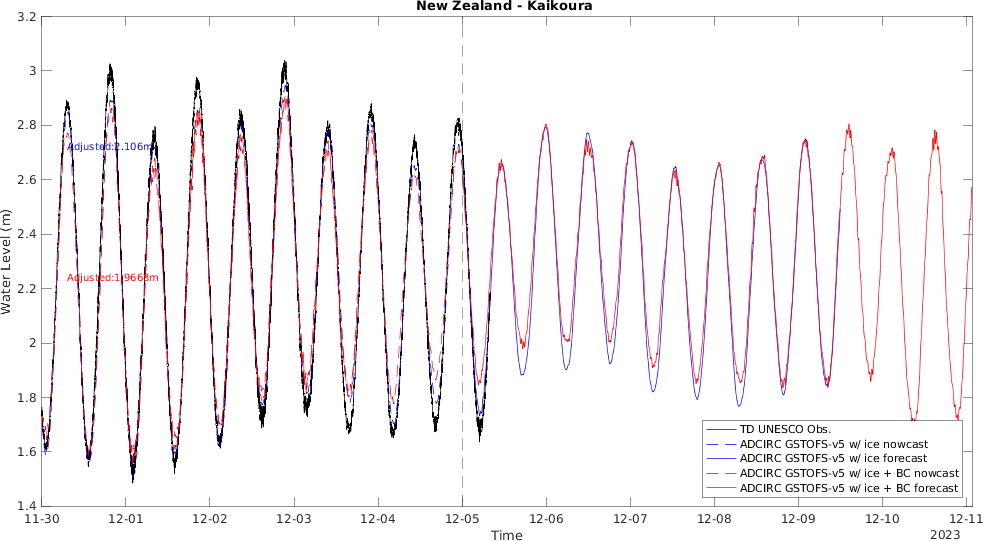 New Zealand - Kaikoura
3.2
3
2.8
2.6
2.4
2.2
2
1.8
1.6
1.4
Water Level (m)
Adjusted:2.106m
Adjusted:1.9668m
TD UNESCO Obs.
ADCIRC GSTOFS-v5 w/ ice nowcast
ADCIRC GSTOFS-v5 w/ ice forecast
ADCIRC GSTOFS-v5 w/ ice + BC nowcast
ADCIRC GSTOFS-v5 w/ ice + BC forecast
11-30 12-01 12-02 12-03 12-04 12-05 12-06 12-07 12-08 12-09 12-10 12-11
Time
2023